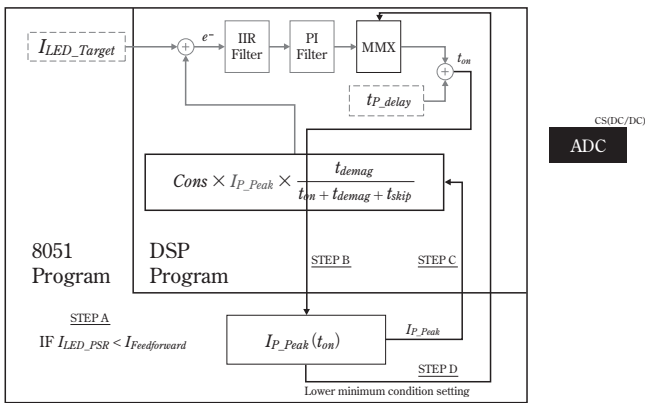 I_LED_Target
+
e⁻
IIR
Filter
PI
Filter
MMX
t_on
+
t_P_delay
CS(DC/DC)
ADC
Cons × I_P_Peak × t_demag / t_on + t_demag + t_skip
8051
Program
DSP
Program
STEP B
STEP C
STEP A
IF I_LED_PSR < I_Feedforward
I_P_Peak (t_on)
I_P_Peak
STEP D
Lower minimum condition setting